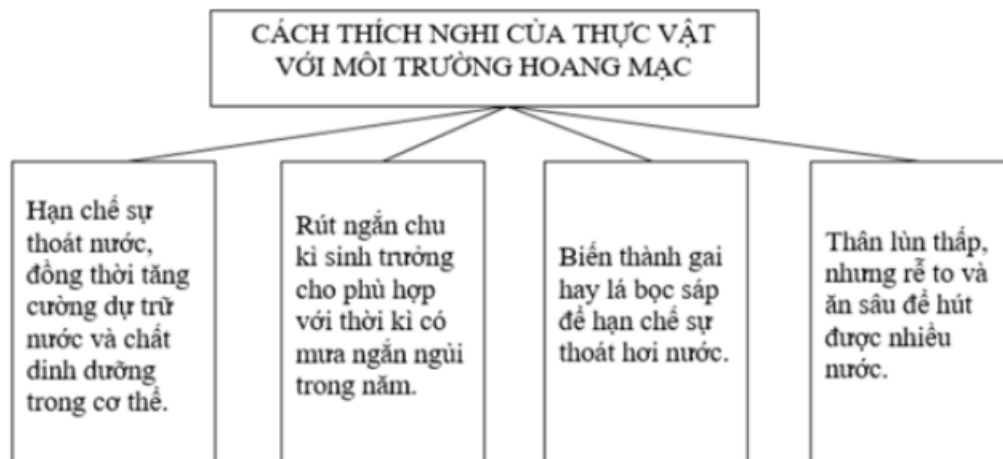 CÁCH THÍCH NGHI CỦA THỰC VẬT
VỚI MÔI TRƯỜNG HOANG MẠC
Hạn chế sự
thoát nước,
đồng thời tăng
cường dự trữ
nước và chất
dinh dưỡng
trong cơ thể.
Rút ngắn chu
kì sinh trưởng
cho phù hợp
với thời kì có
mưa ngắn ngủi
trong năm.
Biến thành gai
hay lá bọc sáp
để hạn chế sự
thoát hơi nước.
Thân lùn thấp,
nhưng rễ to và
ăn sâu để hút
được nhiều
nước.